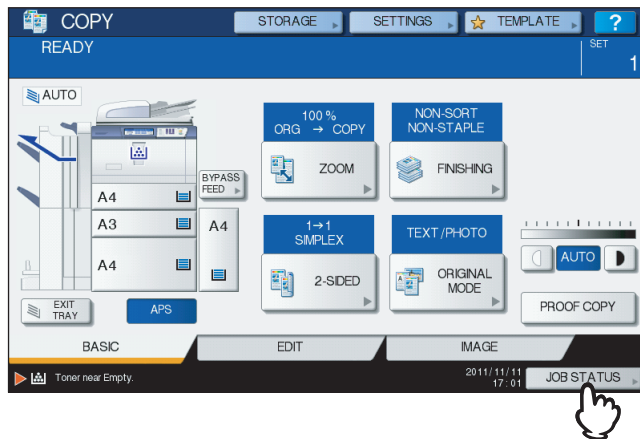 COPY
STORAGE
SETTINGS
TEMPLATE
?
READY
SET
1
AUTO
100 %
ORG → COPY
NON-SORT
NON-STAPLE
ZOOM
FINISHING
BYPASS
FEED
A4
A3
A4
A4
1→1
SIMPLEX
TEXT/PHOTO
2-SIDED
ORIGINAL
MODE
AUTO
EXIT
TRAY
APS
PROOF COPY
BASIC
EDIT
IMAGE
Toner near Empty.
2011/11/11
17:01
JOB STATUS